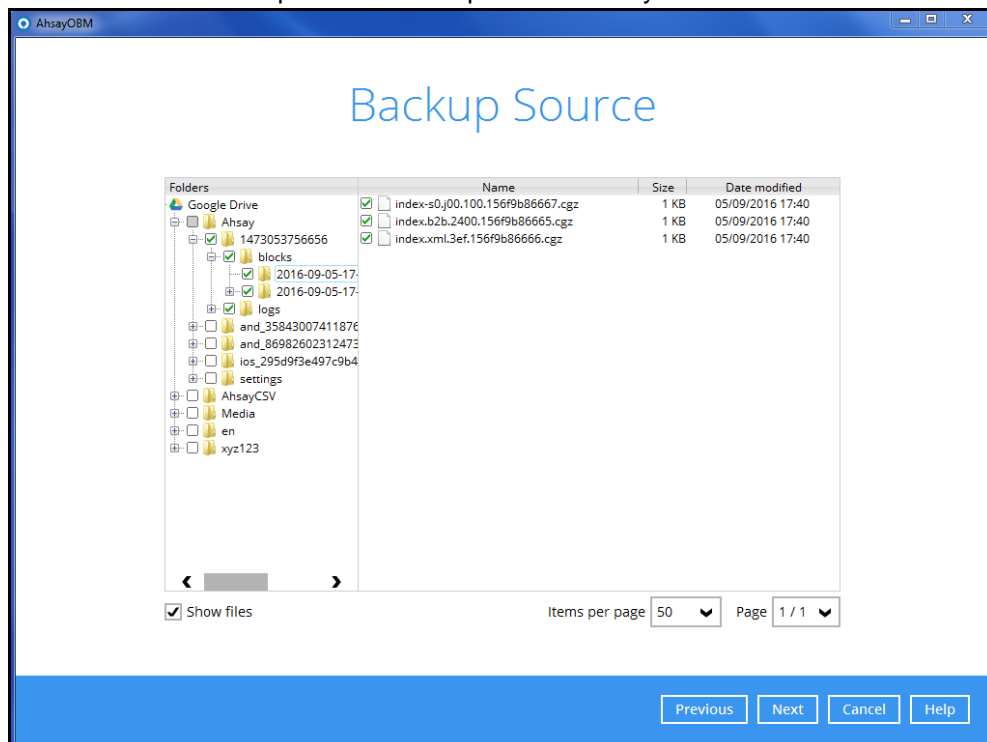 AhsayOBM
Backup Source
Folders
Name Size Date modified
Google Drive
Ahsay
1473053756656
blocks
2016-09-05-17-
2016-09-05-17-
logs
and_35843007411876
and_86982602312473
ios_295d9f3e497c9b4
settings
AhsayCSV
Media
en
xyz123
index-s0.j00.100.156f9b86667.cgz 1 KB 05/09/2016 17:40
index.b2b.2400.156f9b86665.cgz 1 KB 05/09/2016 17:40
index.xml.3ef.156f9b86666.cgz 1 KB 05/09/2016 17:40
Show files Items per page 50 Page 1 / 1
Previous Next Cancel Help